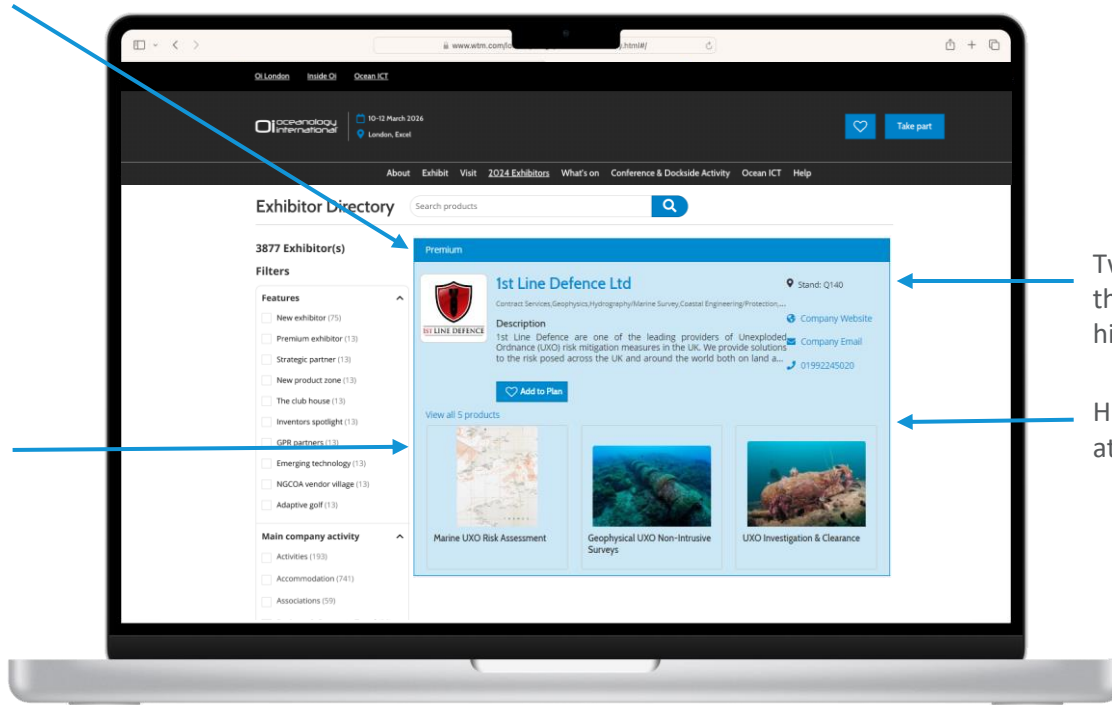 www.wtm.com/lo
y.html#/
Oi London Inside Oi Ocean ICT
Oi oceanology international
10-12 March 2026
London, Excel
Take part
About Exhibit Visit 2024 Exhibitors What's on Conference & Dockside Activity Ocean ICT Help
Exhibitor Directory
Search products
3877 Exhibitor(s)
Filters
Features
New exhibitor (75)
Premium exhibitor (13)
Strategic partner (13)
New product zone (13)
The club house (13)
Inventors spotlight (13)
GPR partners (13)
Emerging technology (13)
NGCOA vendor village (13)
Adaptive golf (13)
Main company activity
Activities (193)
Accommodation (741)
Associations (59)
Premium
1ST LINE DEFENCE
1st Line Defence Ltd
Contract Services,Geophysics,Hydrography/Marine Survey,Coastal Engineering/Protection,...
Description
1st Line Defence are one of the leading providers of Unexploded
Ordnance (UXO) risk mitigation measures in the UK. We provide solutions
to the risk posed across the UK and around the world both on land a...
Stand: Q140
Company Website
Company Email
01992245020
Add to Plan
View all 5 products
Marine UXO Risk Assessment
Geophysical UXO Non-Intrusive
Surveys
UXO Investigation & Clearance